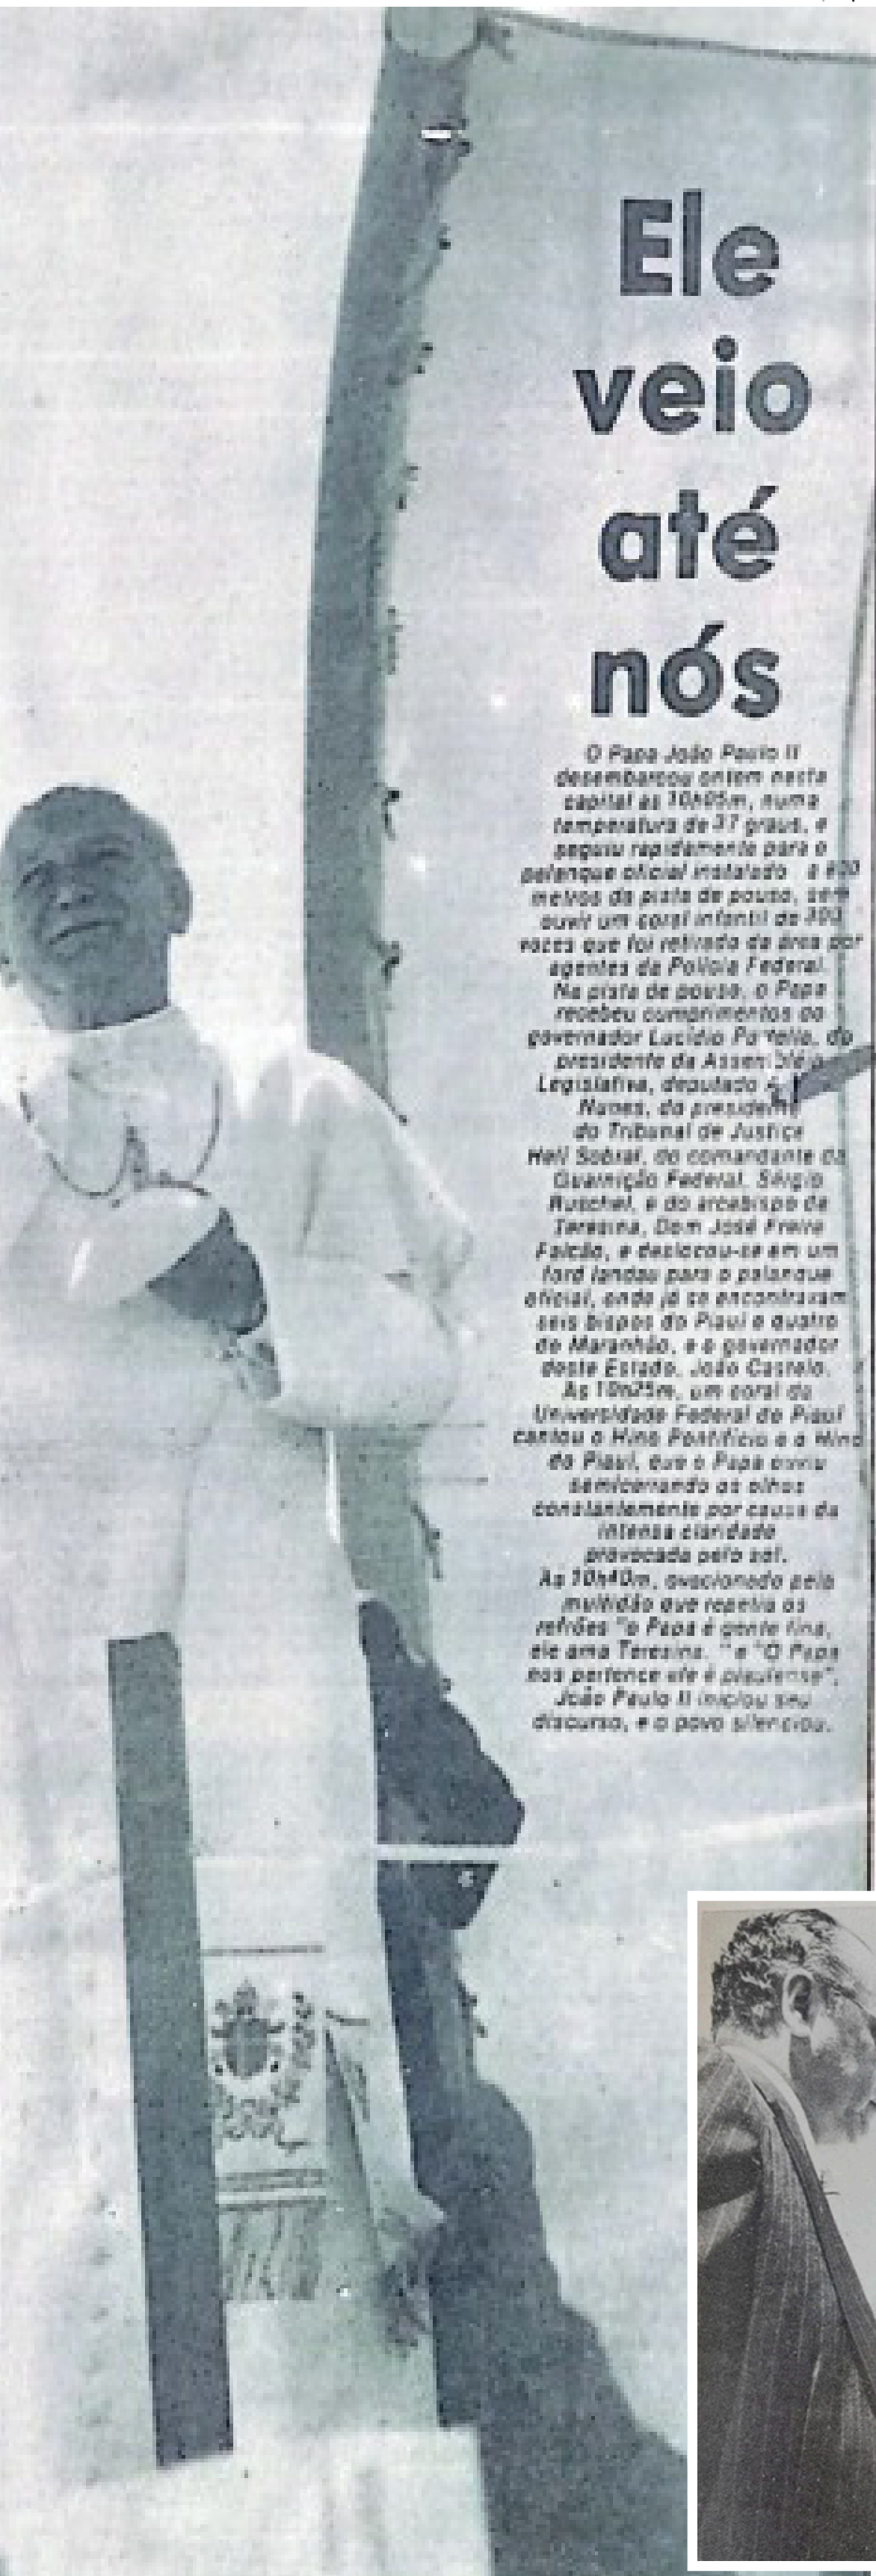 Ele
veio
até
nós
O Papa João Paulo II
desembarcou ontem nesta
capital às 10h05m, numa
temperatura de 37 graus, e
seguiu rapidamente para o
palanque oficial instalado a
metros da pista de pouso, sem
ouvir um coral infantil de 300
vozes que foi retirado da área por
agentes da Polícia Federal.
Na pista de pouso, o Papa
recebeu cumprimentos do
governador Lucídio Portella, do
presidente da Assembléia
Legislativa, deputado
Nunes, do presidente
do Tribunal de Justiça
Heli Sobral, do comandante da
Guarnição Federal, Sérgio
Ruschel, e do arcebispo de
Teresina, Dom José Freire
Falcão, e deslocou-se em um
ford landau para o palanque
oficial, onde já se encontravam
seis bispos do Piauí e quatro
do Maranhão, e o governador
deste Estado, João Castelo.
Às 10h25m, um coral da
Universidade Federal do Piauí
cantou o Hino Pontifício e o Hino
do Piauí, que o Papa ouviu
semicerrando os olhos
constantemente por causa da
intensa claridade
provocada pelo sol.
Às 10h40m, ovacionado pela
multidão que repetia os
refrões "o Papa é gente fina,
ele ama Teresina. " e "O Papa
nos pertence ele é piauiense",
João Paulo II iniciou seu
discurso, e o povo silenciou.